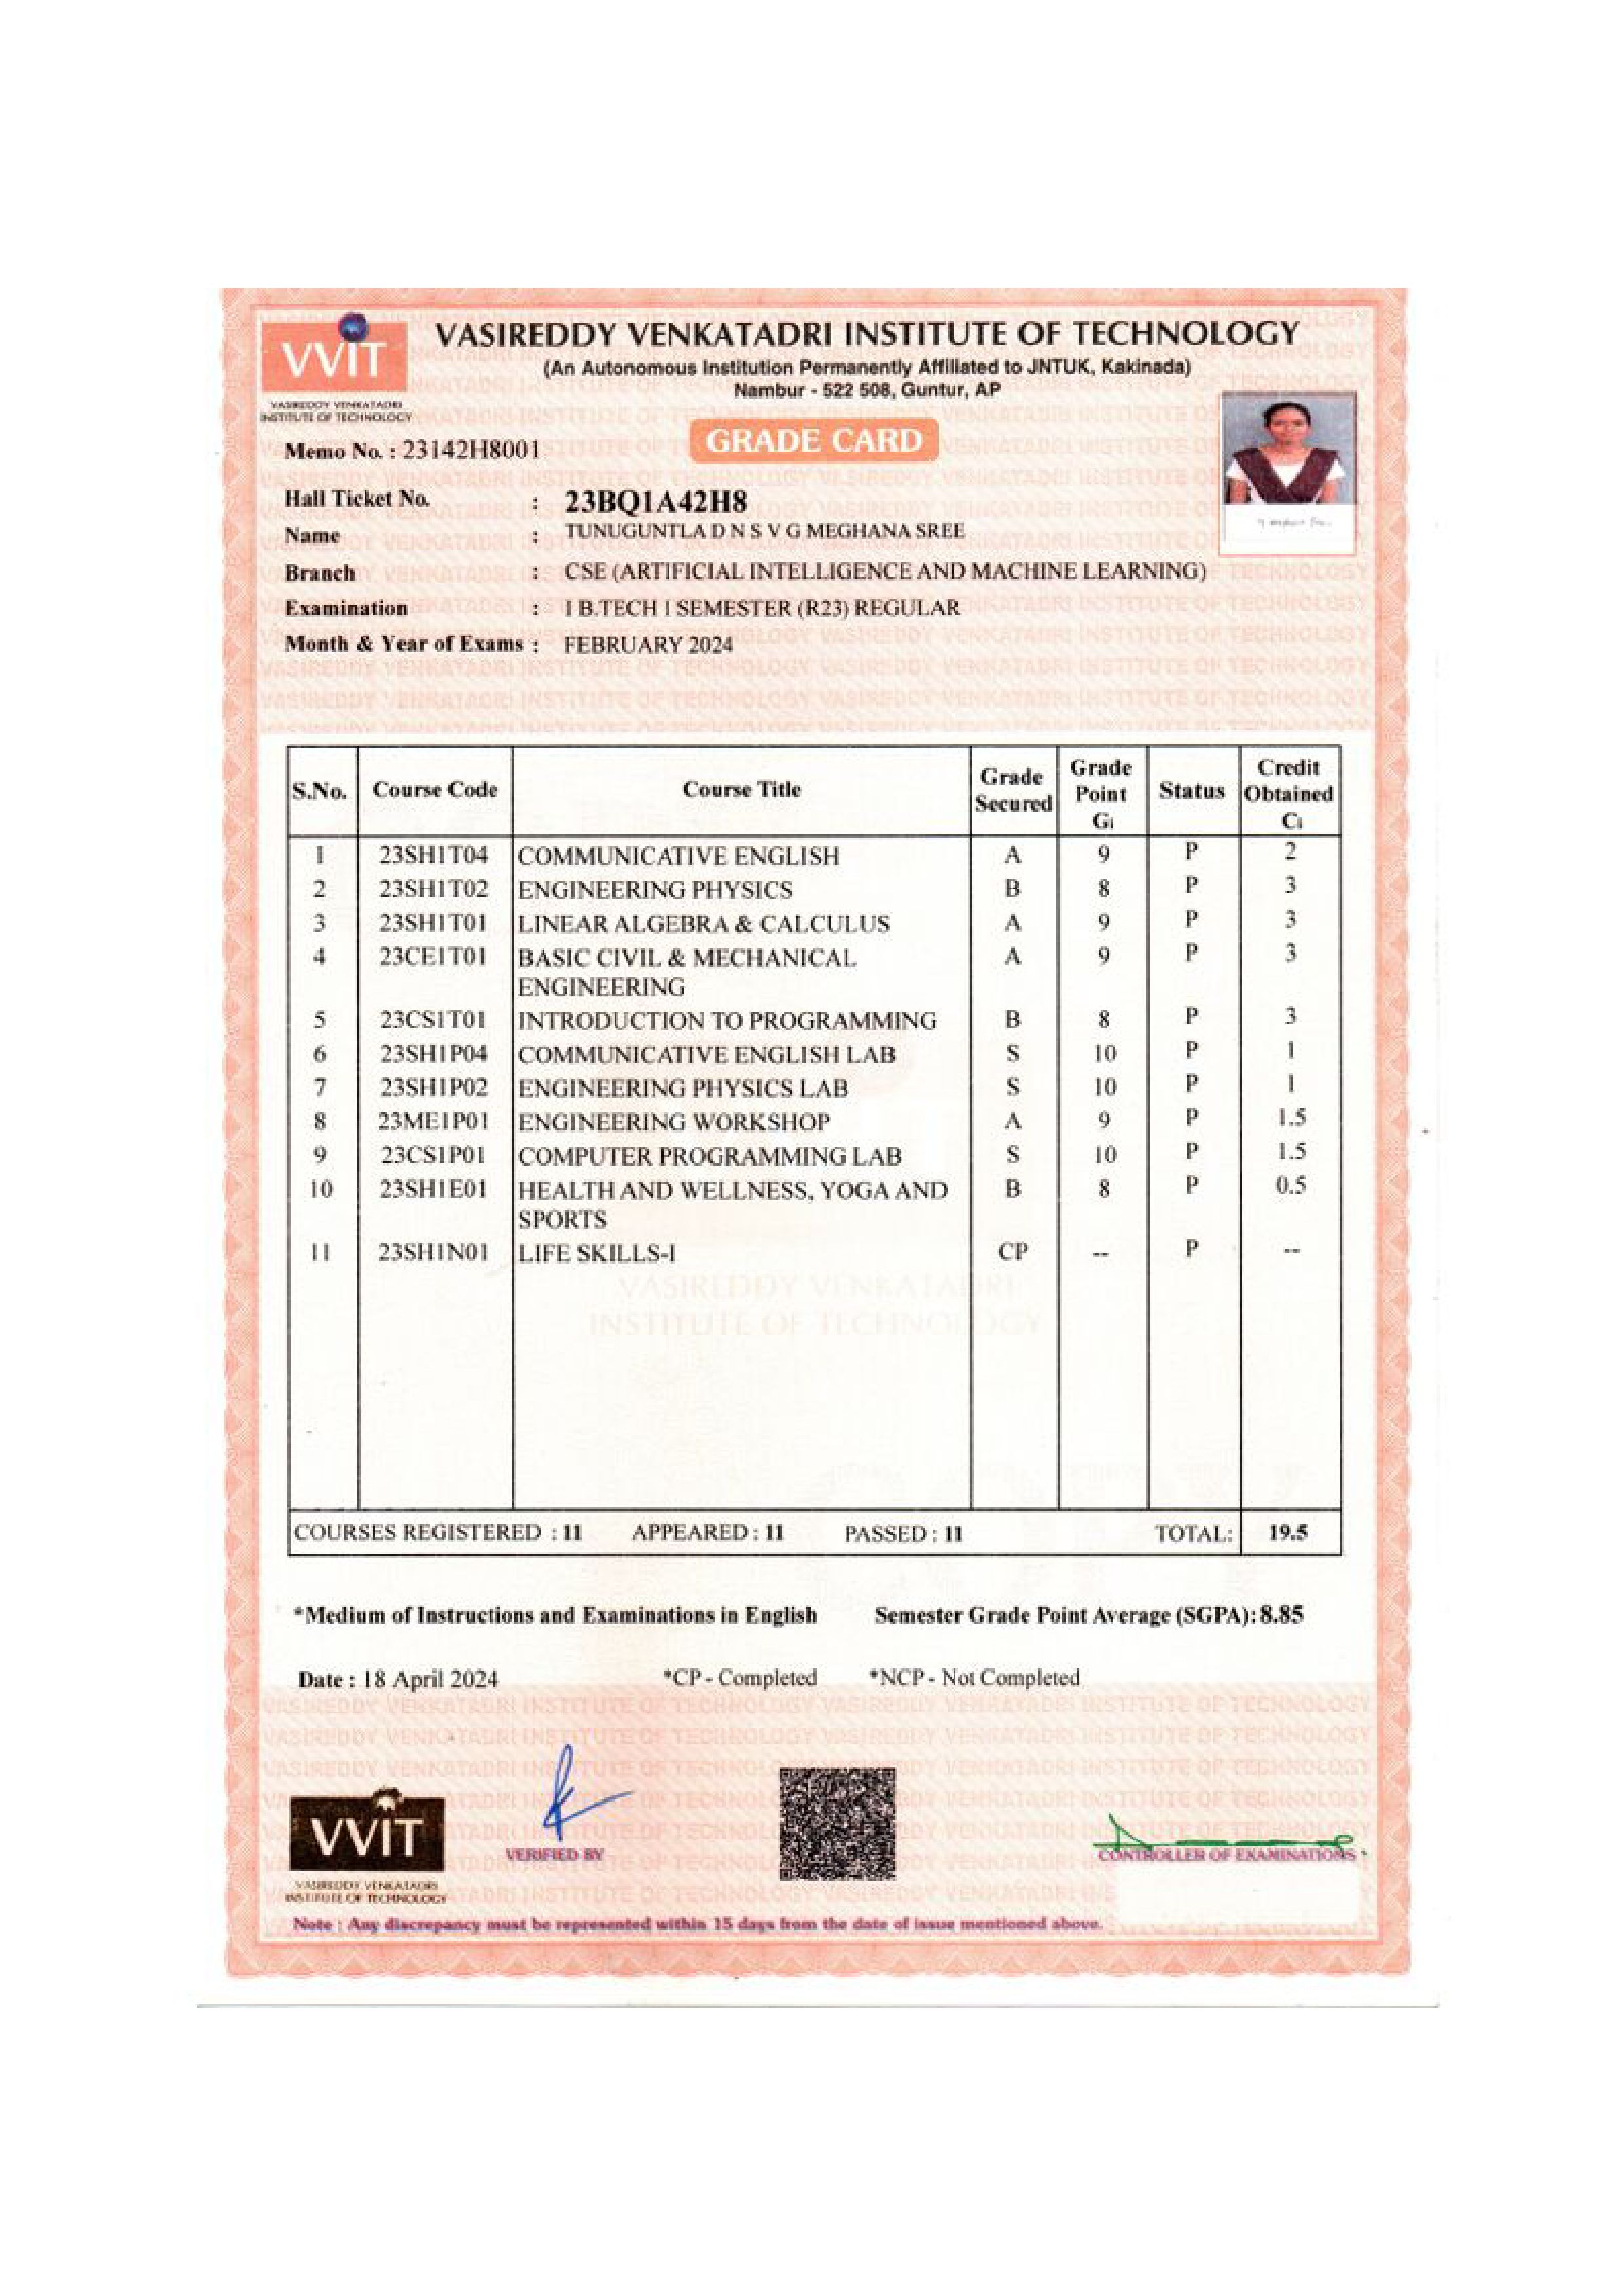 VVIT
VASIREDDY VENKATADRI
INSTITUTE OF TECHNOLOGY
VASIREDDY VENKATADRI INSTITUTE OF TECHNOLOGY
(An Autonomous Institution Permanently Affiliated to JNTUK, Kakinada)
Nambur - 522 508, Guntur, AP
GRADE CARD
Memo No. : 23142H8001
Hall Ticket No. : 23BQ1A42H8
Name : TUNUGUNTLA D N S V G MEGHANA SREE
Branch : CSE (ARTIFICIAL INTELLIGENCE AND MACHINE LEARNING)
Examination : I B.TECH I SEMESTER (R23) REGULAR
Month & Year of Exams : FEBRUARY 2024
S.No. Course Code Course Title Grade Secured Grade Point Gi Status Credit Obtained Ci
1 23SH1T04 COMMUNICATIVE ENGLISH A 9 P 2
2 23SH1T02 ENGINEERING PHYSICS B 8 P 3
3 23SH1T01 LINEAR ALGEBRA & CALCULUS A 9 P 3
4 23CE1T01 BASIC CIVIL & MECHANICAL A 9 P 3
ENGINEERING
5 23CS1T01 INTRODUCTION TO PROGRAMMING B 8 P 3
6 23SH1P04 COMMUNICATIVE ENGLISH LAB S 10 P 1
7 23SH1P02 ENGINEERING PHYSICS LAB S 10 P 1
8 23ME1P01 ENGINEERING WORKSHOP A 9 P 1.5
9 23CS1P01 COMPUTER PROGRAMMING LAB S 10 P 1.5
10 23SH1E01 HEALTH AND WELLNESS, YOGA AND B 8 P 0.5
SPORTS
11 23SH1N01 LIFE SKILLS-I CP -- P --
VASIREDDY VENKATADRI
INSTITUTE OF TECHNOLOGY
COURSES REGISTERED : 11 APPEARED : 11 PASSED : 11 TOTAL: 19.5
*Medium of Instructions and Examinations in English Semester Grade Point Average (SGPA): 8.85
Date : 18 April 2024 *CP - Completed *NCP - Not Completed
VVIT
VASIREDDY VENKATADRI
INSTITUTE OF TECHNOLOGY
VERIFIED BY
CONTROLLER OF EXAMINATIONS
Note : Any discrepancy must be represented within 15 days from the date of issue mentioned above.